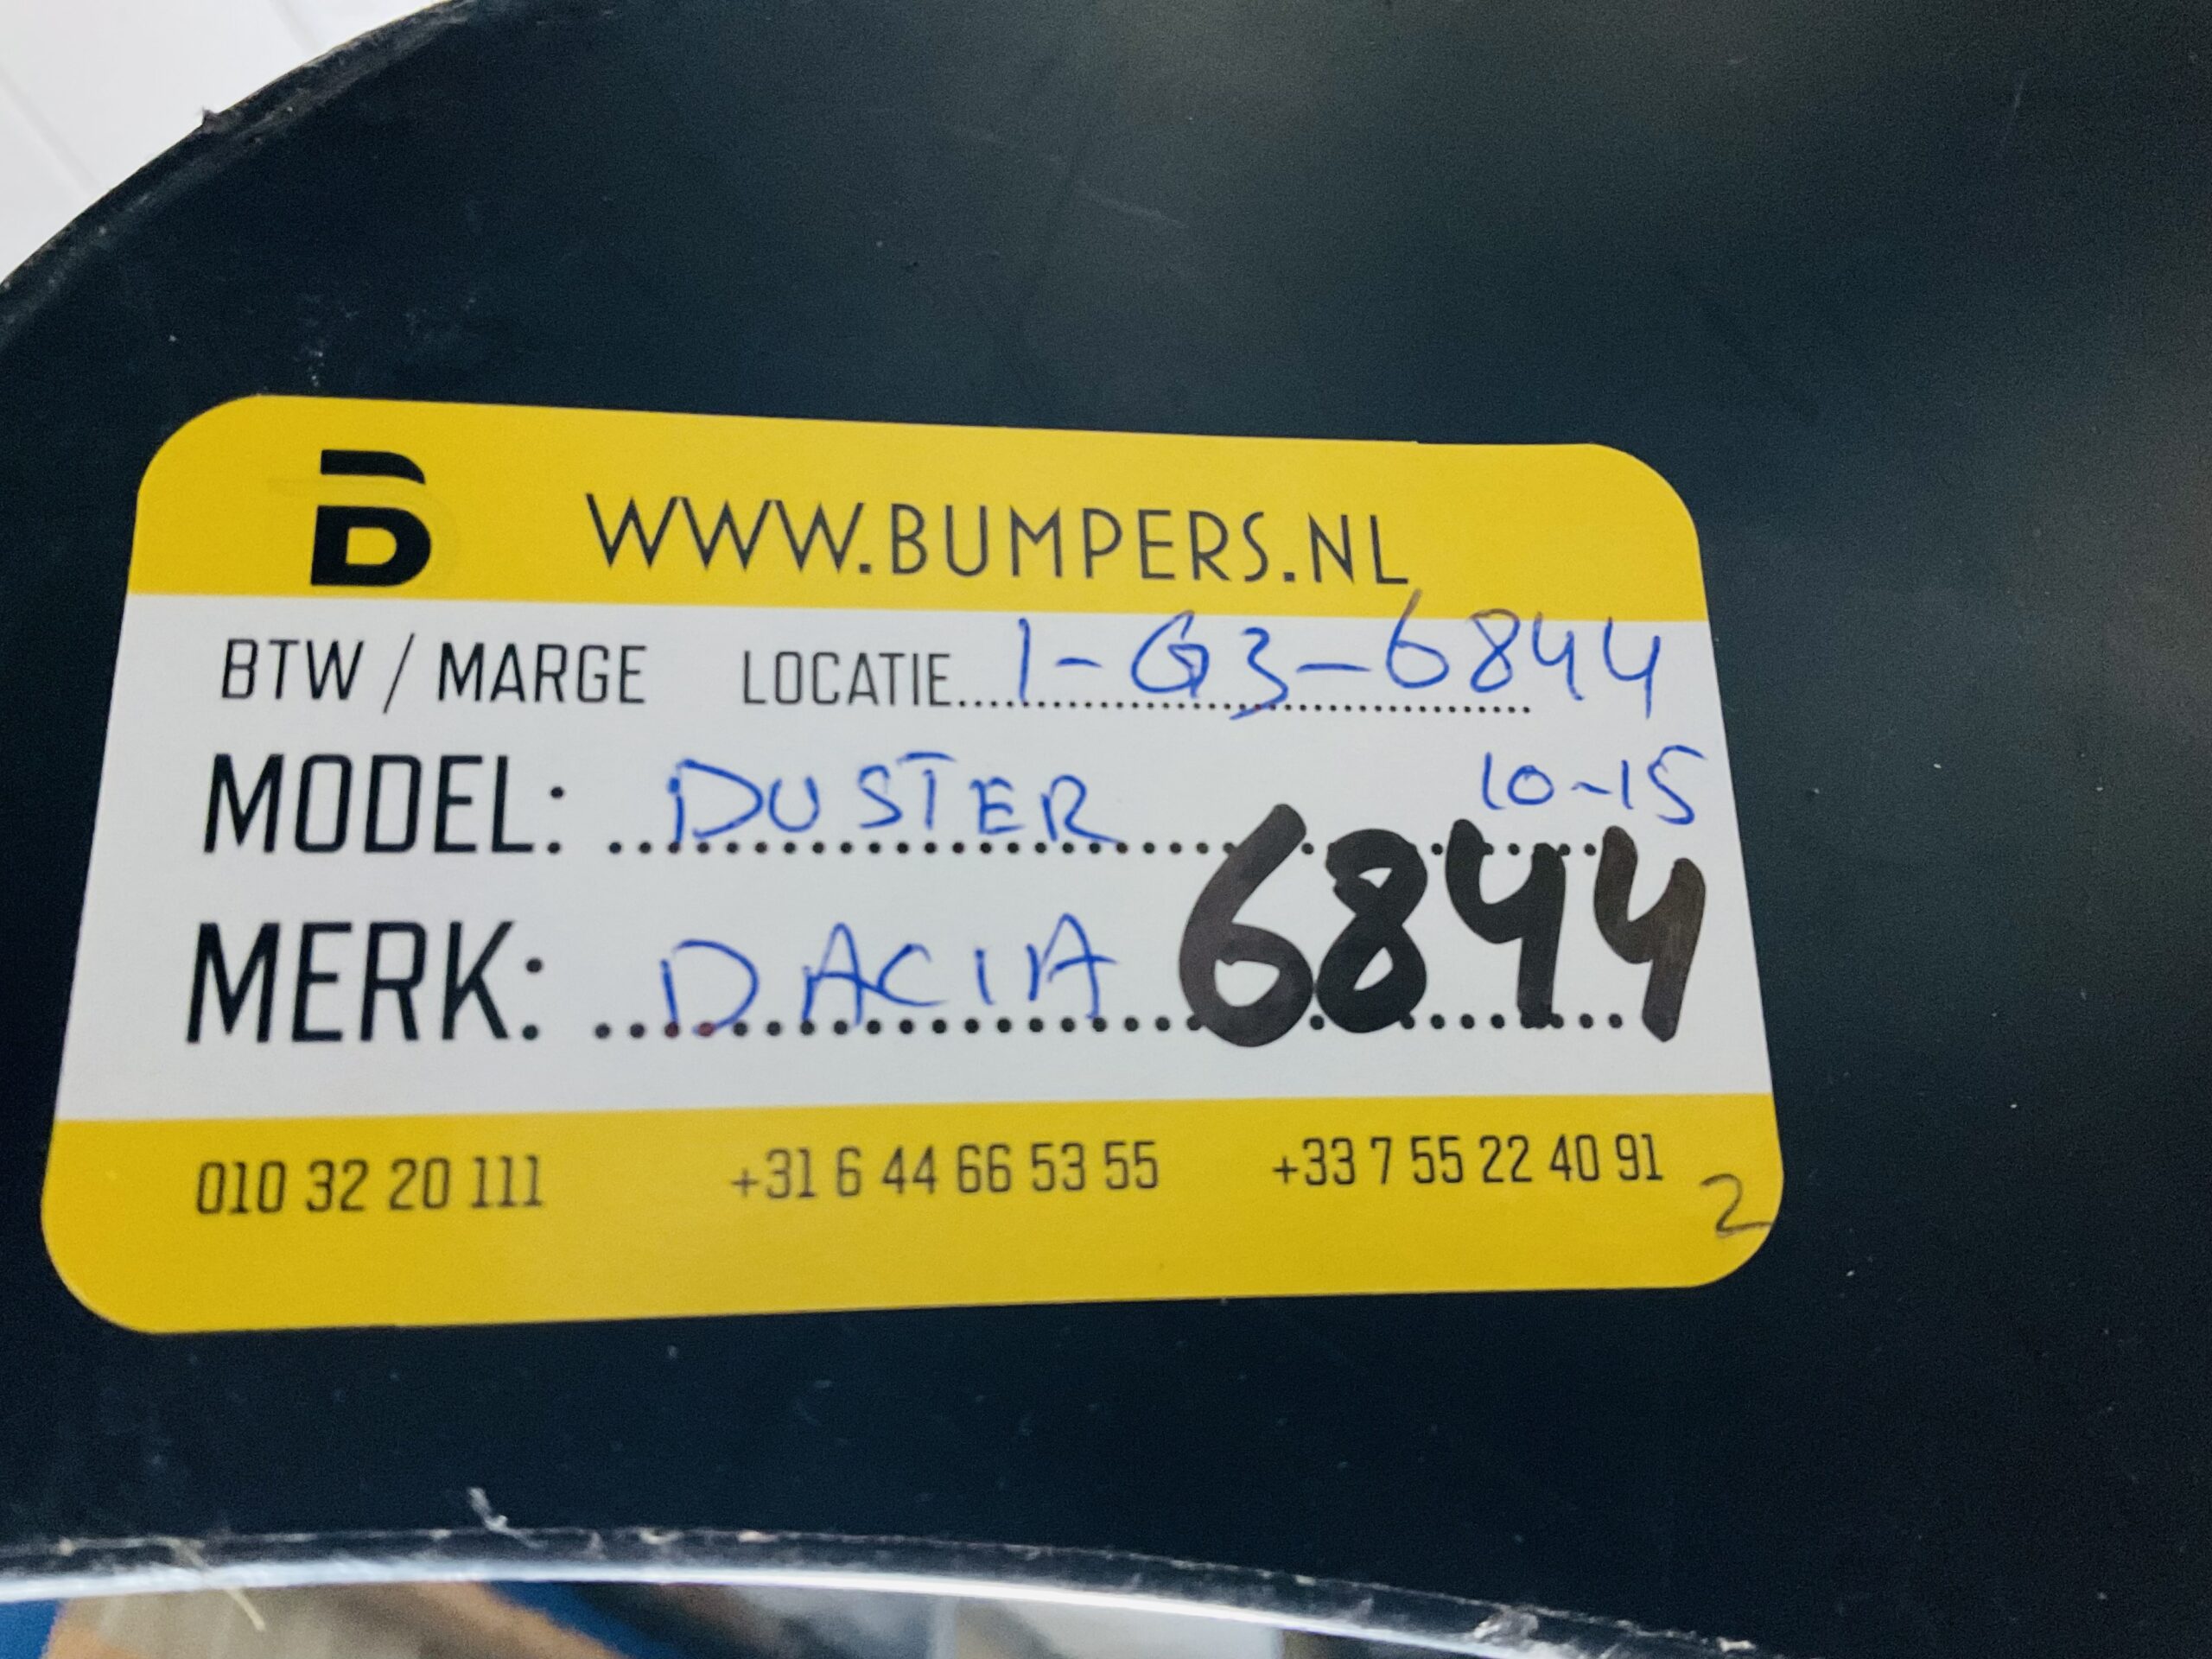 B WWW.BUMPERS.NL
BTW / MARGE LOCATIE 1-G3-6844
MODEL: DUSTER 10-15
MERK: DACIA 6844
010 32 20 111 +31 6 44 66 53 55 +33 7 55 22 40 91
2